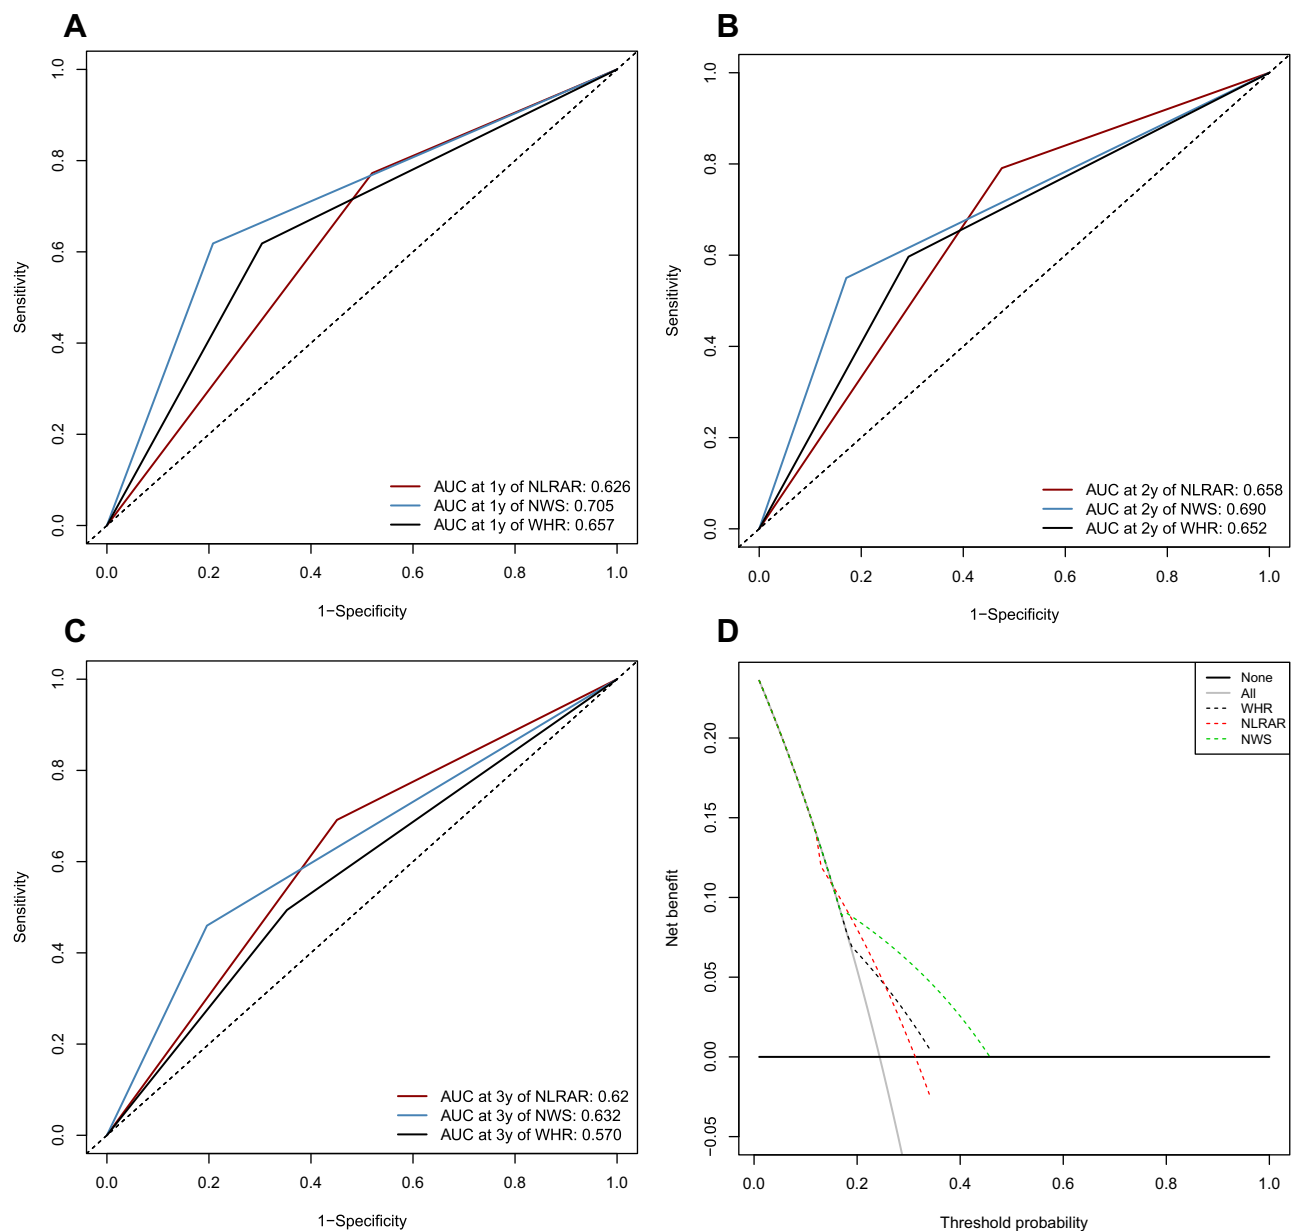 A
Sensitivity
1.0
0.8
0.6
0.4
0.2
0.0
AUC at 1y of NLRAR: 0.626
AUC at 1y of NWS: 0.705
AUC at 1y of WHR: 0.657
0.0 0.2 0.4 0.6 0.8 1.0
1−Specificity
B
Sensitivity
1.0
0.8
0.6
0.4
0.2
0.0
AUC at 2y of NLRAR: 0.658
AUC at 2y of NWS: 0.690
AUC at 2y of WHR: 0.652
0.0 0.2 0.4 0.6 0.8 1.0
1−Specificity
C
Sensitivity
1.0
0.8
0.6
0.4
0.2
0.0
AUC at 3y of NLRAR: 0.62
AUC at 3y of NWS: 0.632
AUC at 3y of WHR: 0.570
0.0 0.2 0.4 0.6 0.8 1.0
1−Specificity
D
Net benefit
0.20
0.15
0.10
0.05
0.00
−0.05
None
All
WHR
NLRAR
NWS
0.0 0.2 0.4 0.6 0.8 1.0
Threshold probability